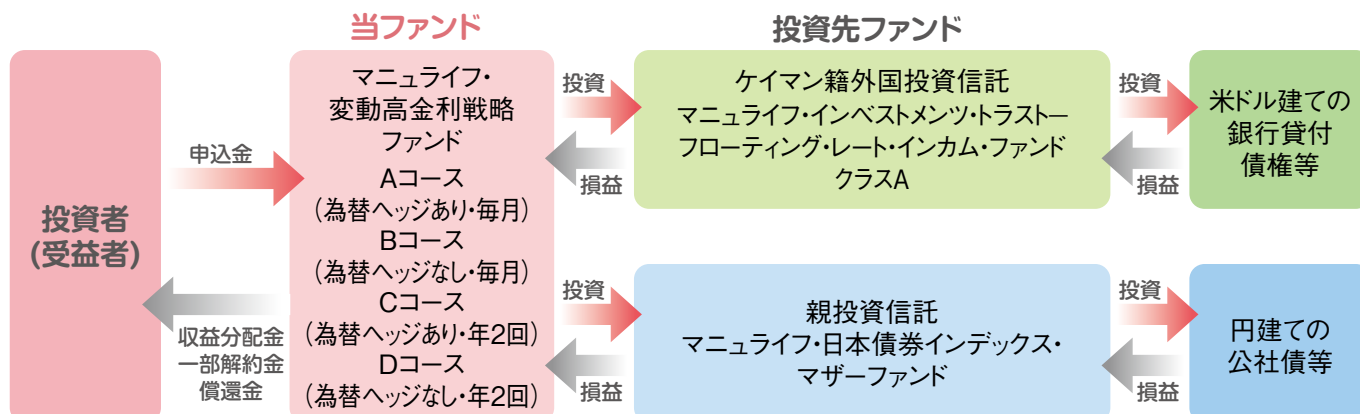 当ファンド
投資先ファンド
投資者
(受益者)
申込金
収益分配金
一部解約金
償還金
マニュライフ・
変動高金利戦略
ファンド
Aコース
(為替ヘッジあり・毎月)
Bコース
(為替ヘッジなし・毎月)
Cコース
(為替ヘッジあり・年2回)
Dコース
(為替ヘッジなし・年2回)
投資
損益
ケイマン籍外国投資信託
マニュライフ・インベストメンツ・トラスト－
フローティング・レート・インカム・ファンド
クラスA
投資
損益
米ドル建ての
銀行貸付
債権等
投資
損益
親投資信託
マニュライフ・日本債券インデックス・
マザーファンド
投資
損益
円建ての
公社債等